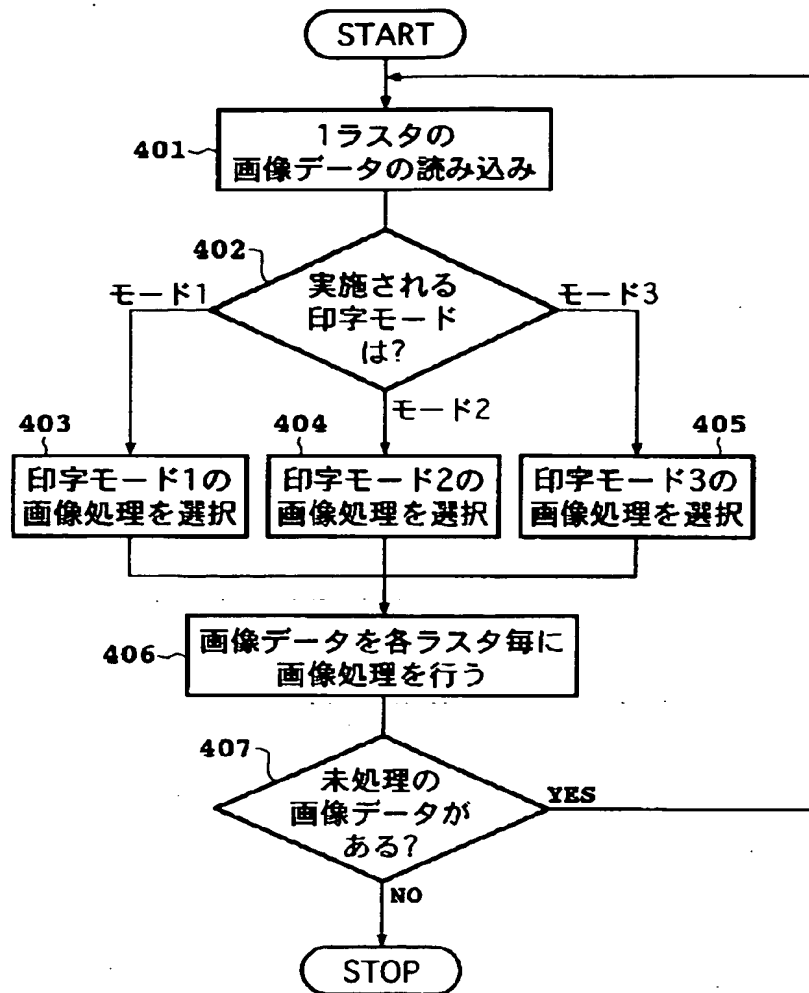 START
401
1ラスタの
画像データの読み込み
402
実施される
印字モード
は?
モード1
モード3
モード2
403
404
405
印字モード1の
画像処理を選択
印字モード2の
画像処理を選択
印字モード3の
画像処理を選択
406
画像データを各ラスタ毎に
画像処理を行う
407
未処理の
画像データが
ある?
YES
NO
STOP